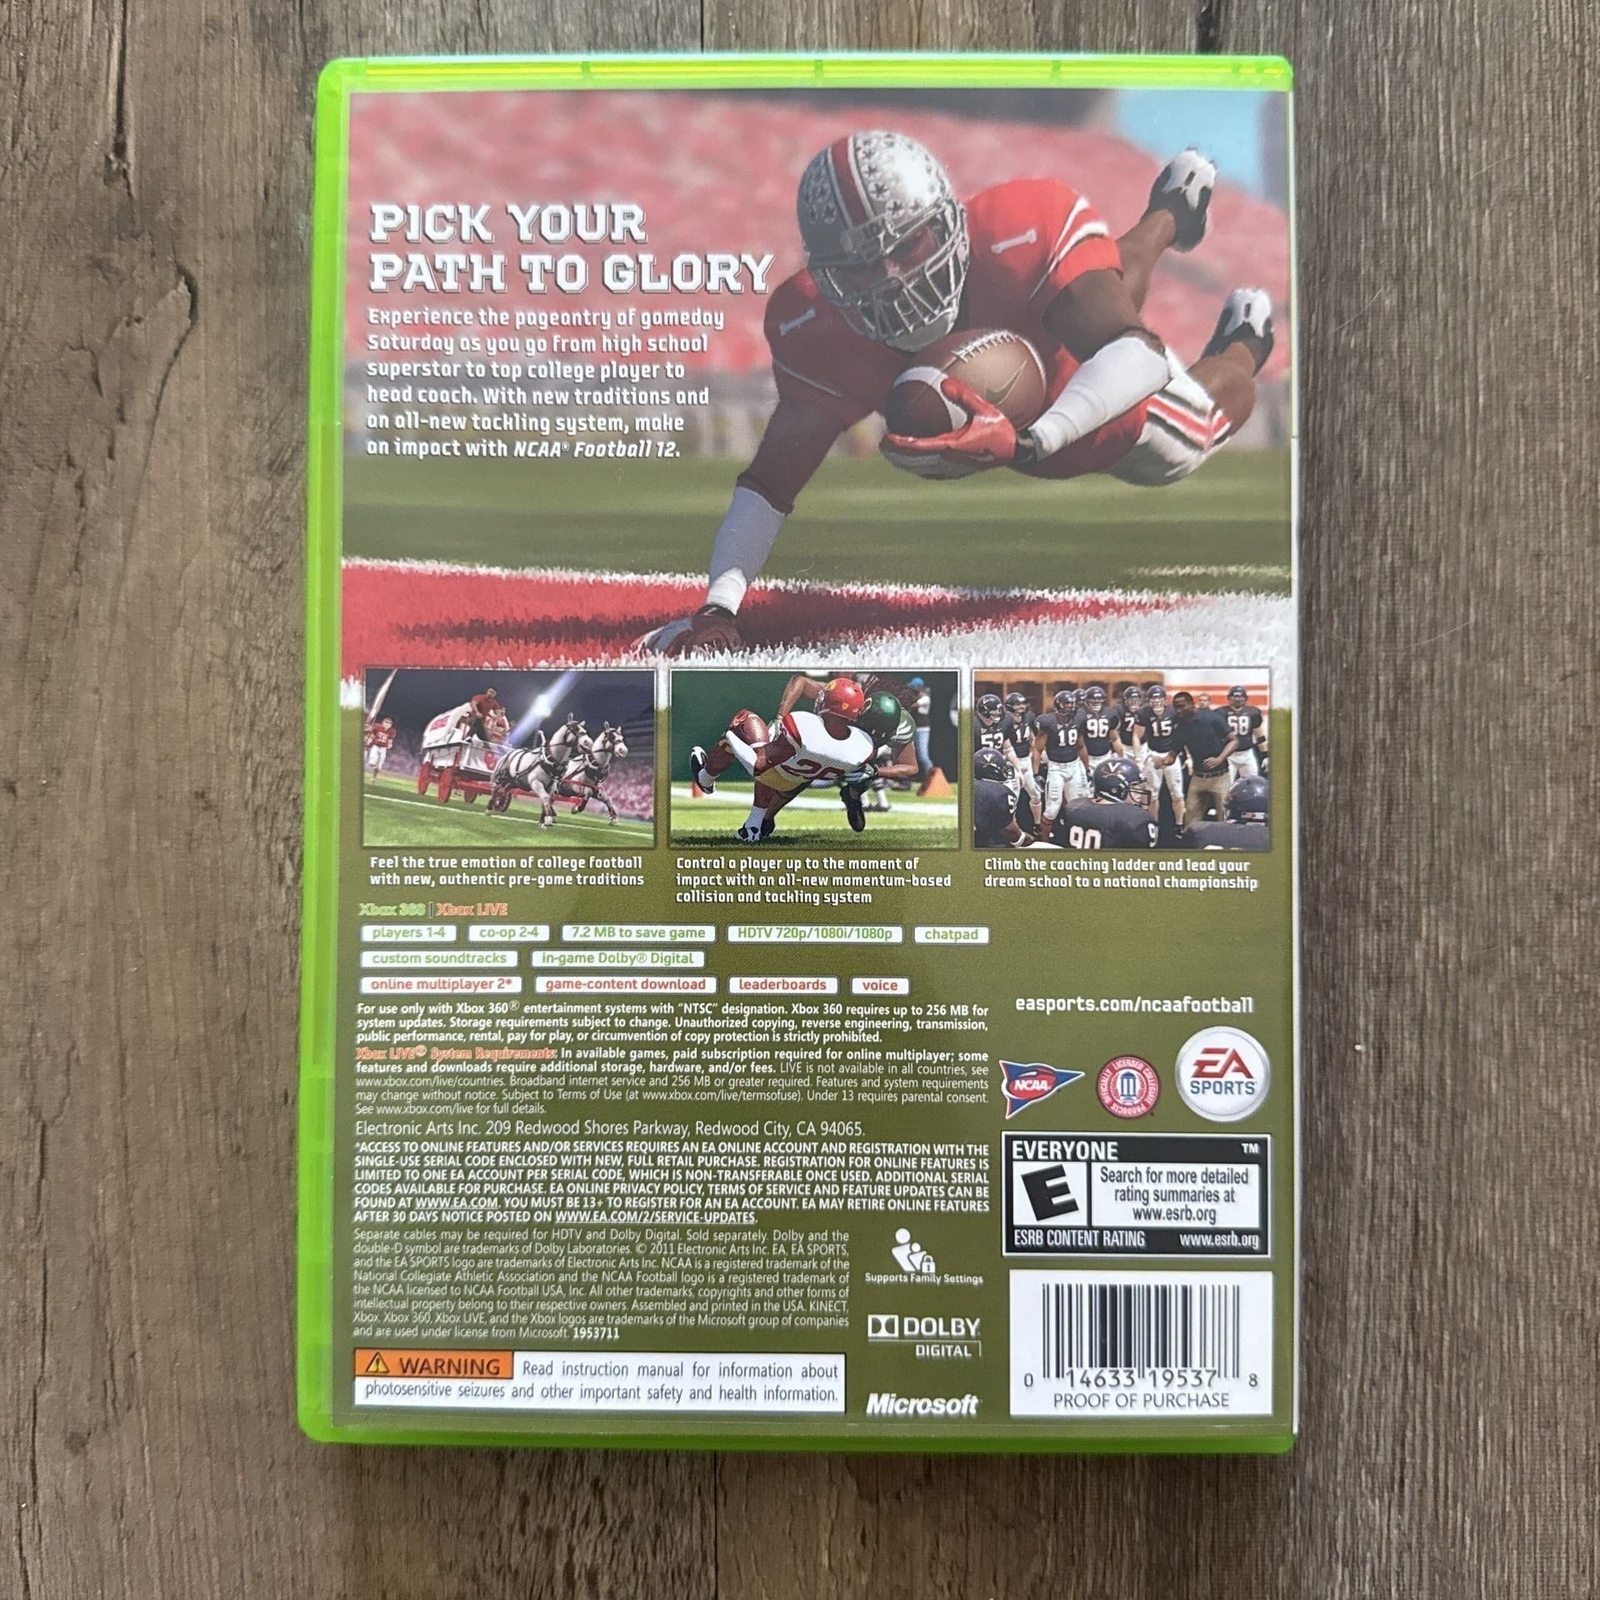 PICK YOUR
PATH TO GLORY
Experience the pageantry of gameday
Saturday as you go from high school
superstar to top college player to
head coach. With new traditions and
an all-new tackling system, make
an impact with NCAA® Football 12.
1
1
26
53
14
18
96
7
15
58
90
9
Feel the true emotion of college football
with new, authentic pre-game traditions
Control a player up to the moment of
impact with an all-new momentum-based
collision and tackling system
Climb the coaching ladder and lead your
dream school to a national championship
Xbox 360 | Xbox LIVE
players 1-4 co-op 2-4 7.2 MB to save game HDTV 720p/1080i/1080p chatpad
custom soundtracks in-game Dolby® Digital
online multiplayer 2* game-content download leaderboards voice
For use only with Xbox 360® entertainment systems with "NTSC" designation. Xbox 360 requires up to 256 MB for
system updates. Storage requirements subject to change. Unauthorized copying, reverse engineering, transmission,
public performance, rental, pay for play, or circumvention of copy protection is strictly prohibited.
Xbox LIVE® System Requirements: In available games, paid subscription required for online multiplayer; some
features and downloads require additional storage, hardware, and/or fees. LIVE is not available in all countries, see
www.xbox.com/live/countries. Broadband internet service and 256 MB or greater required. Features and system requirements
may change without notice. Subject to Terms of Use (at www.xbox.com/live/termsofuse). Under 13 requires parental consent.
See www.xbox.com/live for full details.
Electronic Arts Inc. 209 Redwood Shores Parkway, Redwood City, CA 94065.
*ACCESS TO ONLINE FEATURES AND/OR SERVICES REQUIRES AN EA ONLINE ACCOUNT AND REGISTRATION WITH THE
SINGLE-USE SERIAL CODE ENCLOSED WITH NEW, FULL RETAIL PURCHASE. REGISTRATION FOR ONLINE FEATURES IS
LIMITED TO ONE EA ACCOUNT PER SERIAL CODE, WHICH IS NON-TRANSFERABLE ONCE USED. ADDITIONAL SERIAL
CODES AVAILABLE FOR PURCHASE. EA ONLINE PRIVACY POLICY, TERMS OF SERVICE AND FEATURE UPDATES CAN BE
FOUND AT WWW.EA.COM. YOU MUST BE 13+ TO REGISTER FOR AN EA ACCOUNT. EA MAY RETIRE ONLINE FEATURES
AFTER 30 DAYS NOTICE POSTED ON WWW.EA.COM/2/SERVICE-UPDATES.
Separate cables may be required for HDTV and Dolby Digital. Sold separately. Dolby and the
double-D symbol are trademarks of Dolby Laboratories. © 2011 Electronic Arts Inc. EA, EA SPORTS,
and the EA SPORTS logo are trademarks of Electronic Arts Inc. NCAA is a registered trademark of the
National Collegiate Athletic Association and the NCAA Football logo is a registered trademark of
the NCAA licensed to NCAA Football USA, Inc. All other trademarks, copyrights and other forms of
intellectual property belong to their respective owners. Assembled and printed in the USA. KINECT,
Xbox, Xbox 360, Xbox LIVE, and the Xbox logos are trademarks of the Microsoft group of companies
and are used under license from Microsoft. 1953711
WARNING Read instruction manual for information about
photosensitive seizures and other important safety and health information.
easports.com/ncaafootball
NCAA
OFFICIALLY LICENSED COLLEGIATE PRODUCTS
EA
SPORTS
EVERYONE ™
E
Search for more detailed
rating summaries at
www.esrb.org
ESRB CONTENT RATING www.esrb.org
Supports Family Settings
DOLBY
DIGITAL
Microsoft
0 14633 19537 8
PROOF OF PURCHASE